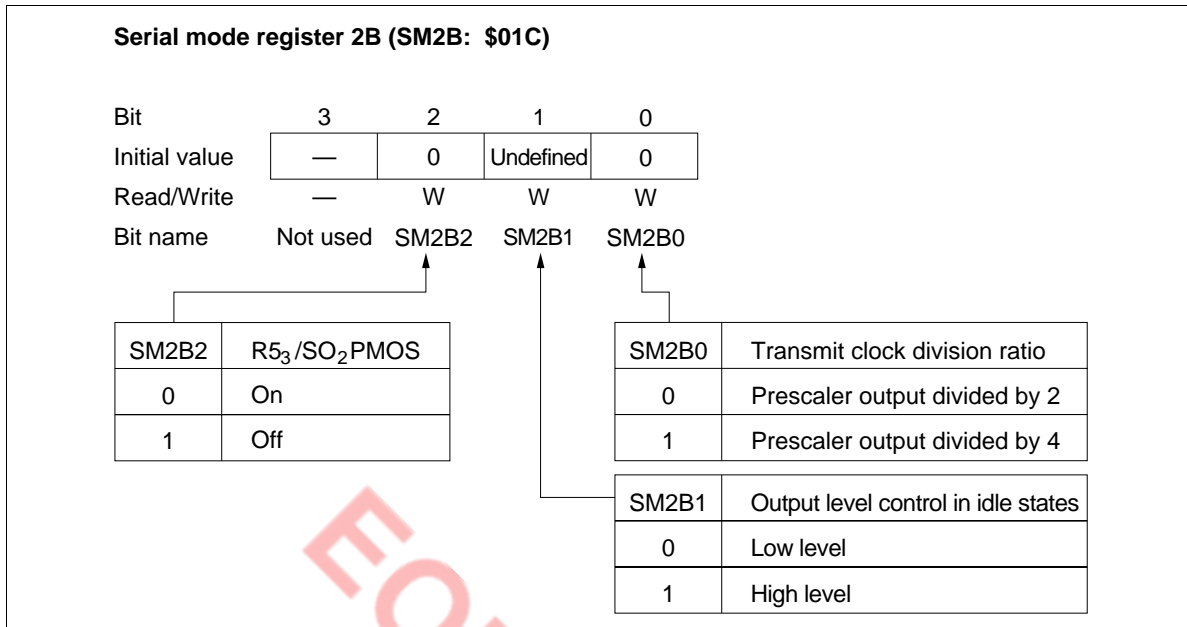 Serial mode register 2B (SM2B: $01C)
Bit 3 2 1 0
Initial value — 0 Undefined 0
Read/Write — W W W
Bit name Not used SM2B2 SM2B1 SM2B0
SM2B2 R5₃/SO₂PMOS
0 On
1 Off
SM2B0 Transmit clock division ratio
0 Prescaler output divided by 2
1 Prescaler output divided by 4
SM2B1 Output level control in idle states
0 Low level
1 High level